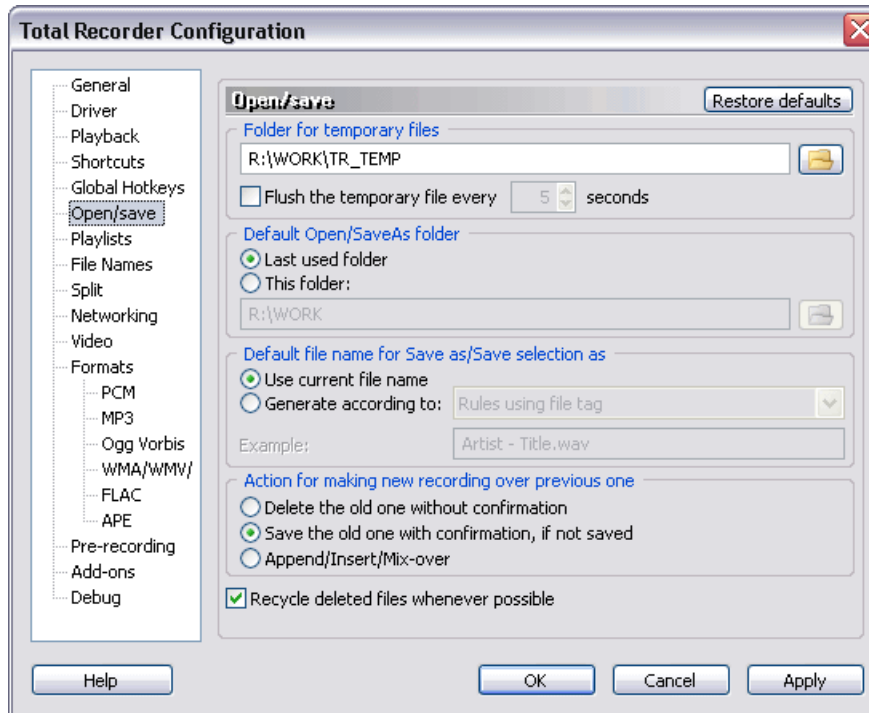 Total Recorder Configuration
General
Driver
Playback
Shortcuts
Global Hotkeys
Open/save
Playlists
File Names
Split
Networking
Video
Formats
PCM
MP3
Ogg Vorbis
WMA/WMV/
FLAC
APE
Pre-recording
Add-ons
Debug
Open/save
Restore defaults
Folder for temporary files
R:\WORK\TR_TEMP
Flush the temporary file every 5 seconds
Default Open/SaveAs folder
Last used folder
This folder:
R:\WORK
Default file name for Save as/Save selection as
Use current file name
Generate according to: Rules using file tag
Example: Artist - Title.wav
Action for making new recording over previous one
Delete the old one without confirmation
Save the old one with confirmation, if not saved
Append/Insert/Mix-over
Recycle deleted files whenever possible
Help OK Cancel Apply